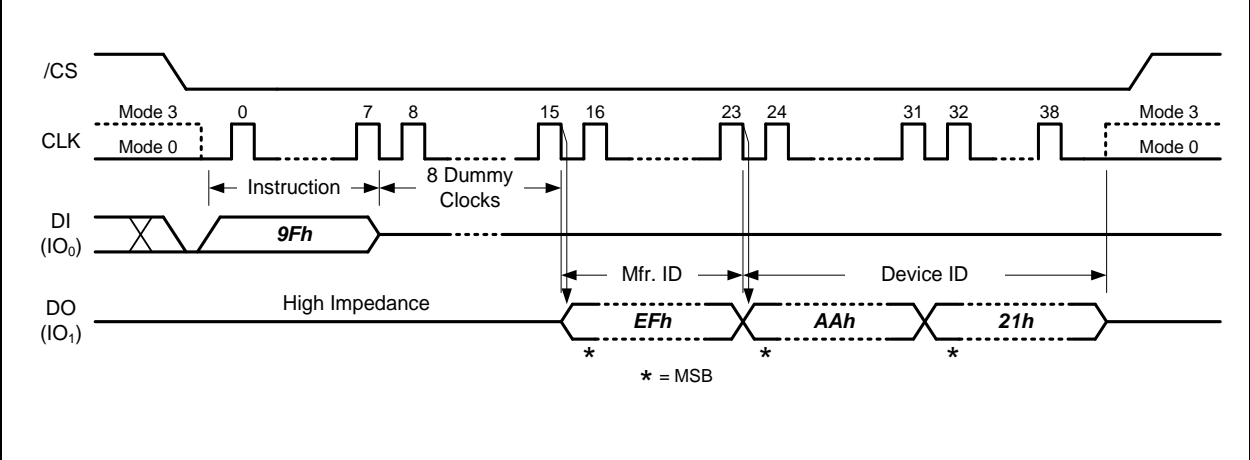 /CS
Mode 3 0 7 8 15 16 23 24 31 32 38 Mode 3
CLK
Mode 0 Mode 0
Instruction 8 Dummy
Clocks
DI
(IO0)
9Fh
Mfr. ID Device ID
High Impedance
DO
(IO1)
EFh AAh 21h
* * *
* = MSB